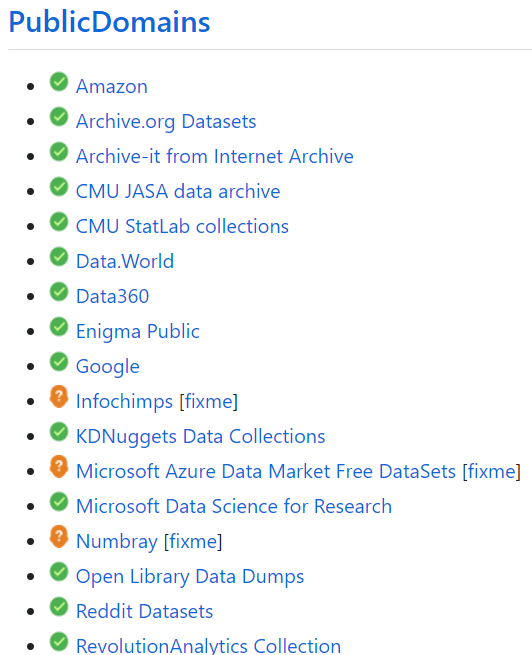 PublicDomains
Amazon
Archive.org Datasets
Archive-it from Internet Archive
CMU JASA data archive
CMU StatLab collections
Data.World
Data360
Enigma Public
Google
Infochimps [fixme]
KDNuggets Data Collections
Microsoft Azure Data Market Free DataSets [fixme]
Microsoft Data Science for Research
Numbray [fixme]
Open Library Data Dumps
Reddit Datasets
RevolutionAnalytics Collection